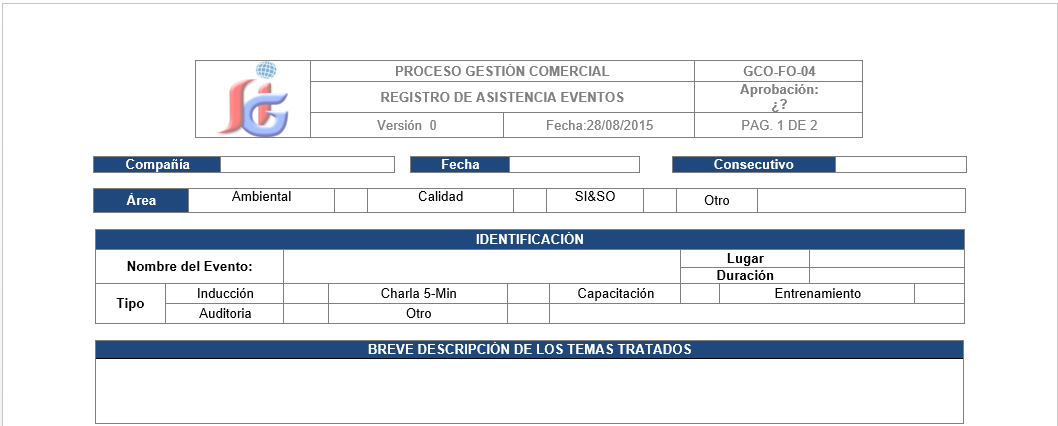 PROCESO GESTIÓN COMERCIAL GCO-FO-04
REGISTRO DE ASISTENCIA EVENTOS Aprobación:
¿?
Versión 0 Fecha:28/08/2015 PAG. 1 DE 2
Compañía Fecha Consecutivo
Área Ambiental Calidad SI&SO Otro
IDENTIFICACIÓN
Nombre del Evento: Lugar
Duración
Tipo Inducción Charla 5-Min Capacitación Entrenamiento
Auditoria Otro
BREVE DESCRIPCIÓN DE LOS TEMAS TRATADOS